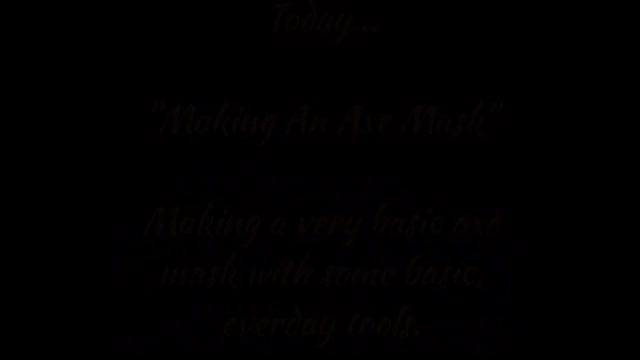 Today...
"Making An Axe Mask"
Making a very basic axe
mask with some basic,
everday tools.